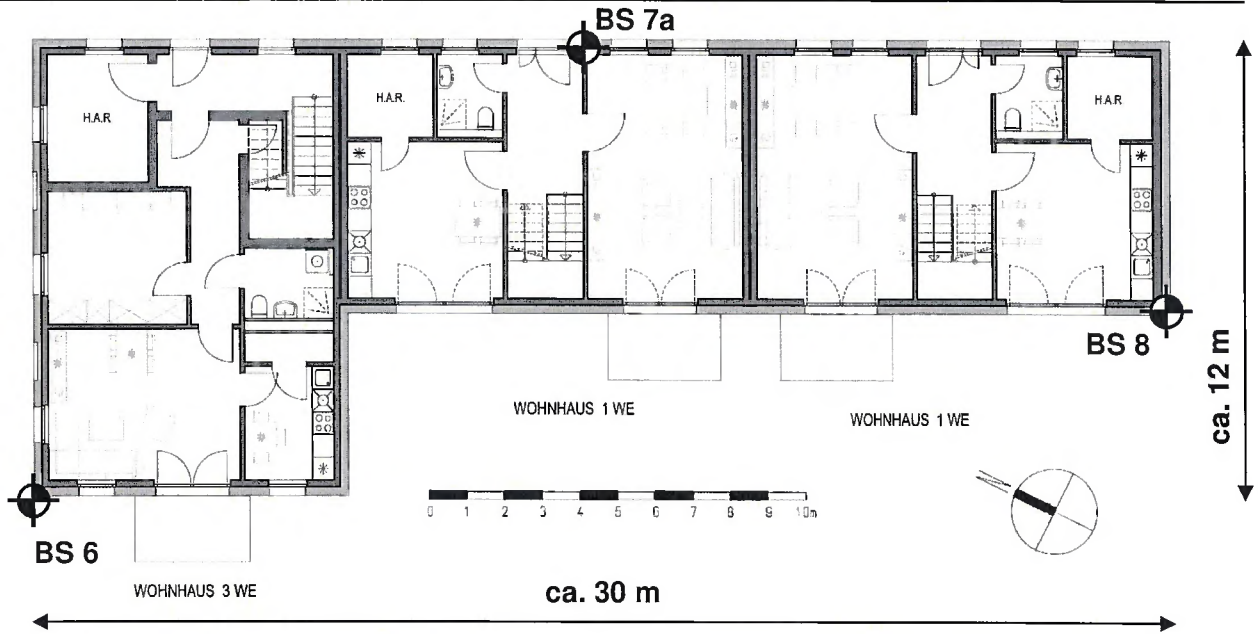 BS 7a
H.A.R.
H.A.R.
H.A.R
BS 8
ca. 12 m
WOHNHAUS 1 WE
WOHNHAUS 1 WE
N
0 1 2 3 4 5 6 7 8 9 10m
BS 6
WOHNHAUS 3 WE
ca. 30 m